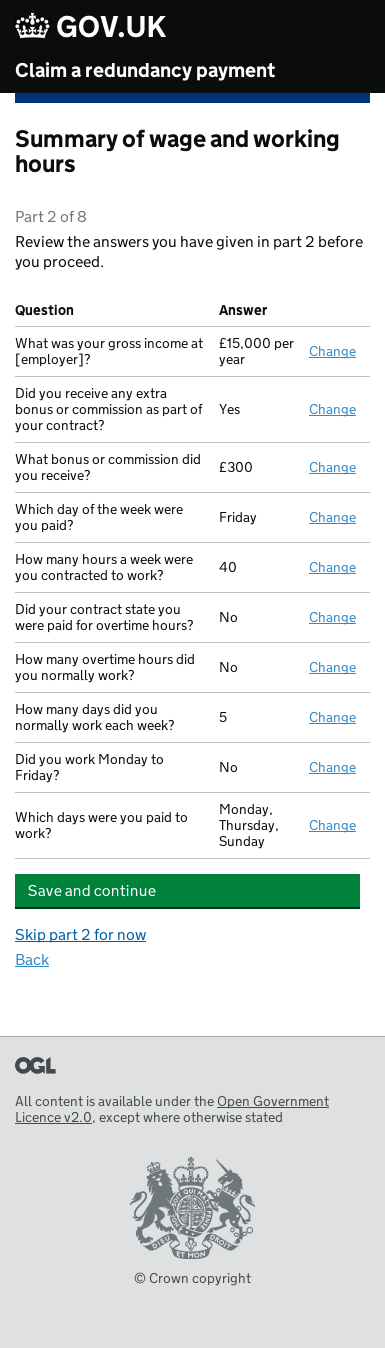 GOV.UK
Claim a redundancy payment
Summary of wage and working
hours
Part 2 of 8
Review the answers you have given in part 2 before
you proceed.
Question Answer
What was your gross income at
[employer]?
£15,000 per
year
Change
Did you receive any extra
bonus or commission as part of
your contract?
Yes
Change
What bonus or commission did
you receive?
£300
Change
Which day of the week were
you paid?
Friday
Change
How many hours a week were
you contracted to work?
40
Change
Did your contract state you
were paid for overtime hours?
No
Change
How many overtime hours did
you normally work?
No
Change
How many days did you
normally work each week?
5
Change
Did you work Monday to
Friday?
No
Change
Which days were you paid to
work?
Monday,
Thursday,
Sunday
Change
Save and continue
Skip part 2 for now
Back
OGL
All content is available under the Open Government
Licence v2.0, except where otherwise stated
© Crown copyright